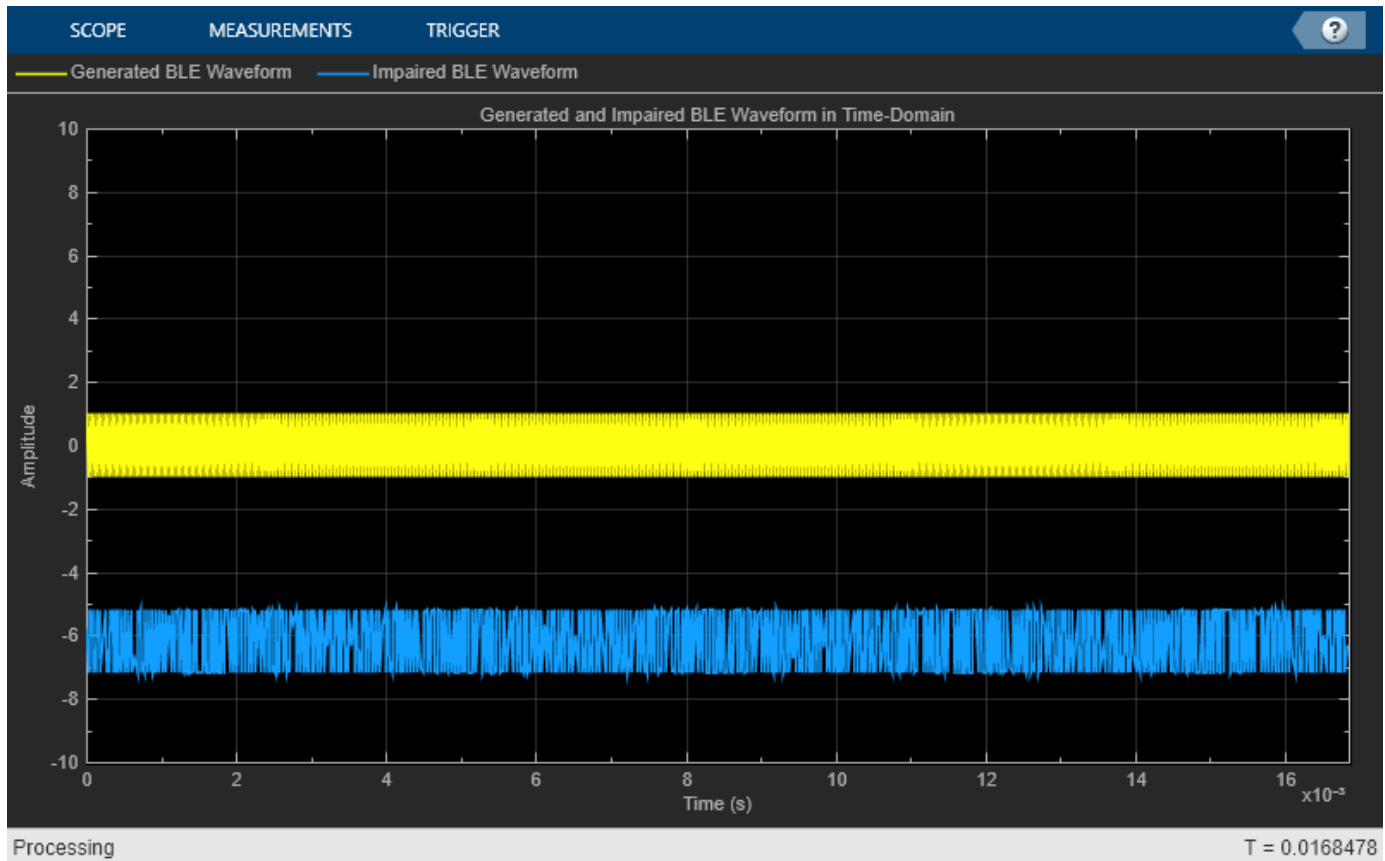 SCOPE MEASUREMENTS TRIGGER ?
Generated BLE Waveform Impaired BLE Waveform
Generated and Impaired BLE Waveform in Time-Domain
10
8
6
4
2
0
-2
-4
-6
-8
-10
Amplitude
0 2 4 6 8 10 12 14 16
x10⁻³
Time (s)
Processing T = 0.0168478